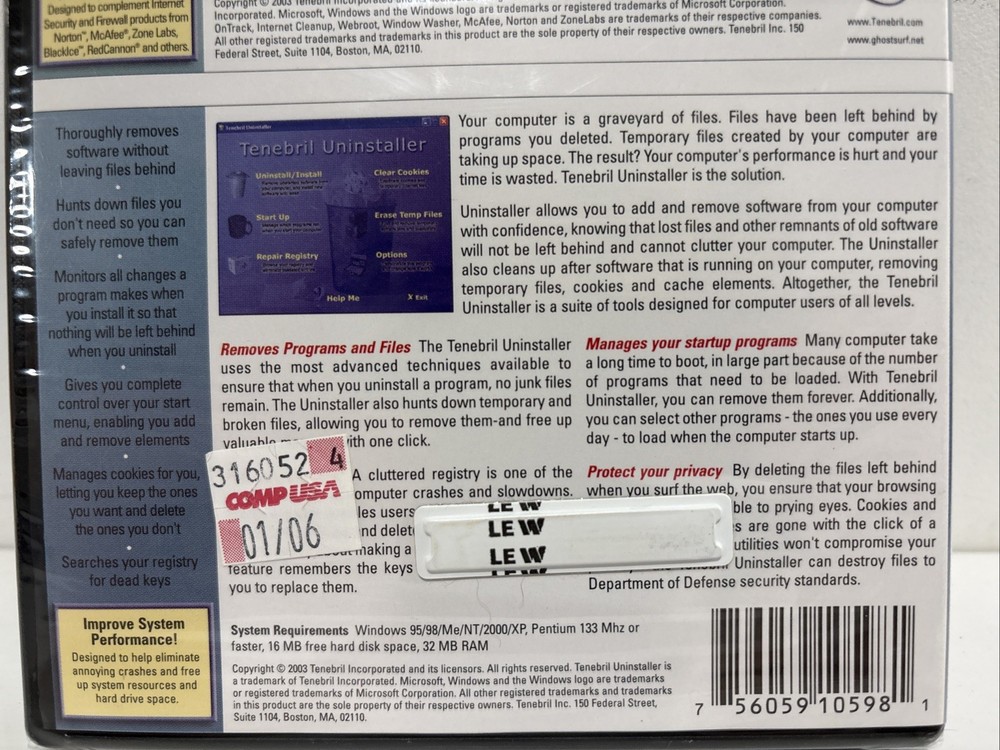 Designed to complement Internet
Security and Firewall products from
Norton™, McAfee®, Zone Labs,
BlackIce™, RedCannon® and others.
Copyright © 2003 Tenebril Incorporated and its licensors.
Incorporated. Microsoft, Windows and the Windows logo are trademarks or registered trademarks of Microsoft Corporation.
OnTrack, Internet Cleanup, Webroot, Window Washer, McAfee, Norton and ZoneLabs are trademarks of their respective companies.
All other registered trademarks and trademarks in this product are the sole property of their respective owners. Tenebril Inc. 150
Federal Street, Suite 1104, Boston, MA, 02110.
www.Tenebril.com
www.ghostsurf.net
Thoroughly removes
software without
leaving files behind
•
Hunts down files you
don't need so you can
safely remove them
•
Monitors all changes a
program makes when
you install it so that
nothing will be left behind
when you uninstall
•
Gives you complete
control over your start
menu, enabling you add
and remove elements
•
Manages cookies for you,
letting you keep the ones
you want and delete
the ones you don't
•
Searches your registry
for dead keys
Improve System
Performance!
Designed to help eliminate
annoying crashes and free
up system resources and
hard drive space.
Tenebril Uninstaller
Tenebril Uninstaller
Uninstall/Install
Clear Cookies
Start Up
Erase Temp Files
Repair Registry
Options
Help Me
X Exit
Your computer is a graveyard of files. Files have been left behind by
programs you deleted. Temporary files created by your computer are
taking up space. The result? Your computer's performance is hurt and your
time is wasted. Tenebril Uninstaller is the solution.
Uninstaller allows you to add and remove software from your computer
with confidence, knowing that lost files and other remnants of old software
will not be left behind and cannot clutter your computer. The Uninstaller
also cleans up after software that is running on your computer, removing
temporary files, cookies and cache elements. Altogether, the Tenebril
Uninstaller is a suite of tools designed for computer users of all levels.
Removes Programs and Files The Tenebril Uninstaller
uses the most advanced techniques available to
ensure that when you uninstall a program, no junk files
remain. The Uninstaller also hunts down temporary and
broken files, allowing you to remove them-and free up
valuable ith one click.
A cluttered registry is one of the
omputer crashes and slowdowns.
les users
nd delet
making a
feature remembers the keys
you to replace them.
316052 4
COMP USA
01/06
LEW
LEW
LEW
LEW
Manages your startup programs Many computer take
a long time to boot, in large part because of the number
of programs that need to be loaded. With Tenebril
Uninstaller, you can remove them forever. Additionally,
you can select other programs - the ones you use every
day - to load when the computer starts up.
Protect your privacy By deleting the files left behind
when you surf the web, you ensure that your browsing
ble to prying eyes. Cookies and
s are gone with the click of a
utilities won't compromise your
Uninstaller can destroy files to
Department of Defense security standards.
System Requirements Windows 95/98/Me/NT/2000/XP, Pentium 133 Mhz or
faster, 16 MB free hard disk space, 32 MB RAM
Copyright © 2003 Tenebril Incorporated and its licensors. All rights reserved. Tenebril Uninstaller is
a trademark of Tenebril Incorporated. Microsoft, Windows and the Windows logo are trademarks
or registered trademarks of Microsoft Corporation. All other registered trademarks and trademarks
in this product are the sole property of their respective owners. Tenebril Inc. 150 Federal Street,
Suite 1104, Boston, MA, 02110.
7 56059 10598 1